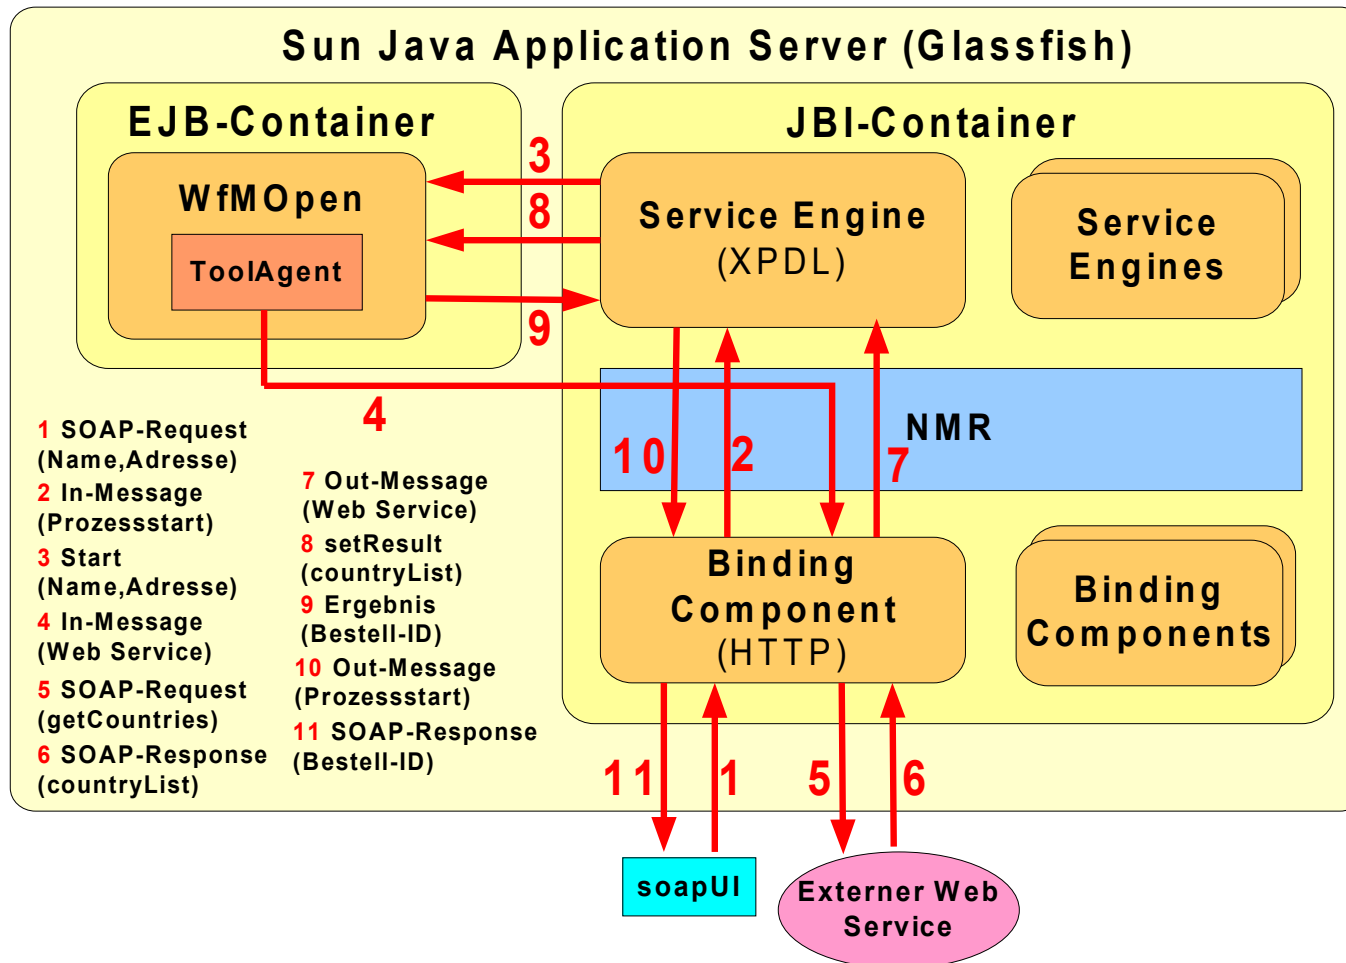 Sun Java Application Server (Glassfish)
EJB-Container
JBI-Container
WfMOpen
ToolAgent
3
8
9
Service Engine
(XPDL)
Service
Engines
4
NMR
10
2
7
1 SOAP-Request
(Name,Adresse)
2 In-Message
(Prozessstart)
3 Start
(Name,Adresse)
4 In-Message
(Web Service)
5 SOAP-Request
(getCountries)
6 SOAP-Response
(countryList)
7 Out-Message
(Web Service)
8 setResult
(countryList)
9 Ergebnis
(Bestell-ID)
10 Out-Message
(Prozessstart)
11 SOAP-Response
(Bestell-ID)
Binding
Component
(HTTP)
Binding
Components
11
1
5
6
soapUI
Externer Web
Service